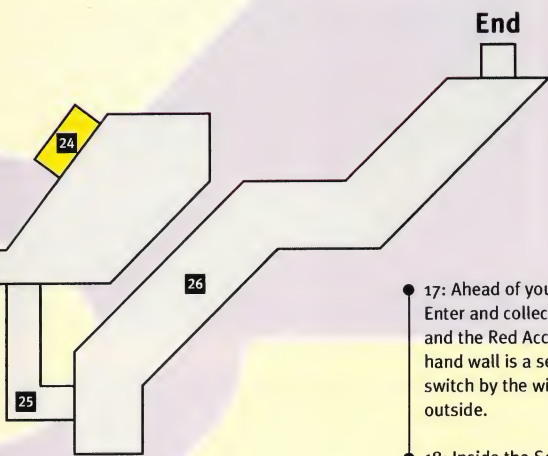 End
24
26
25
17: Ahead of you
Enter and collec
and the Red Acc
hand wall is a se
switch by the wi
outside.
18: Inside the Se